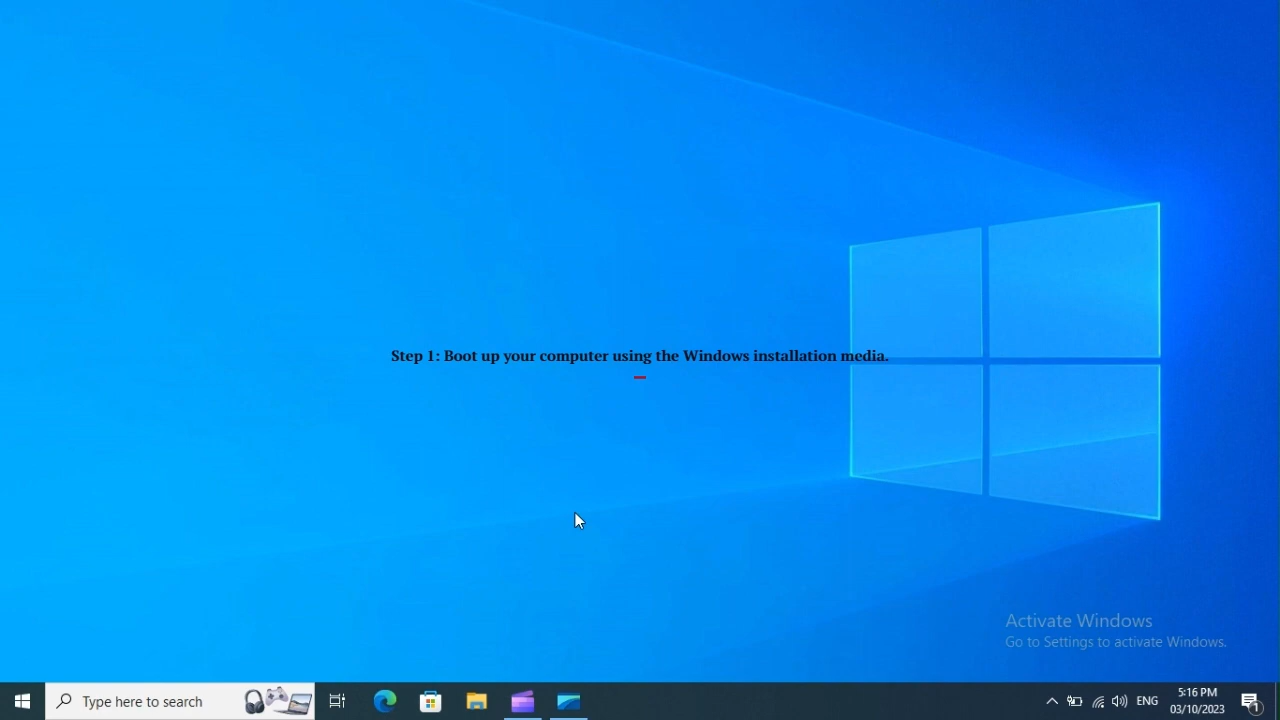 Step 1: Boot up your computer using the Windows installation media.
Activate Windows
Go to Settings to activate Windows.
Type here to search
ENG
5:16 PM
03/10/2023
1